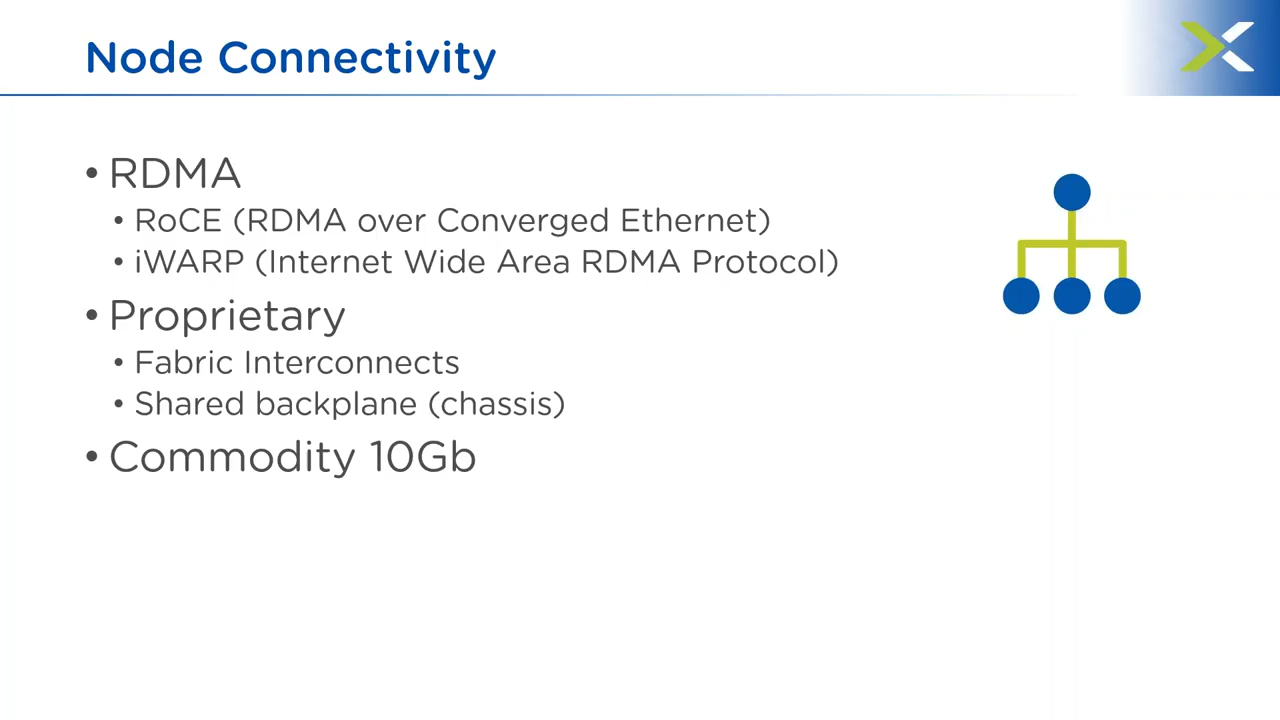 Node Connectivity
• RDMA
• RoCE (RDMA over Converged Ethernet)
• iWARP (Internet Wide Area RDMA Protocol)
• Proprietary
• Fabric Interconnects
• Shared backplane (chassis)
• Commodity 10Gb